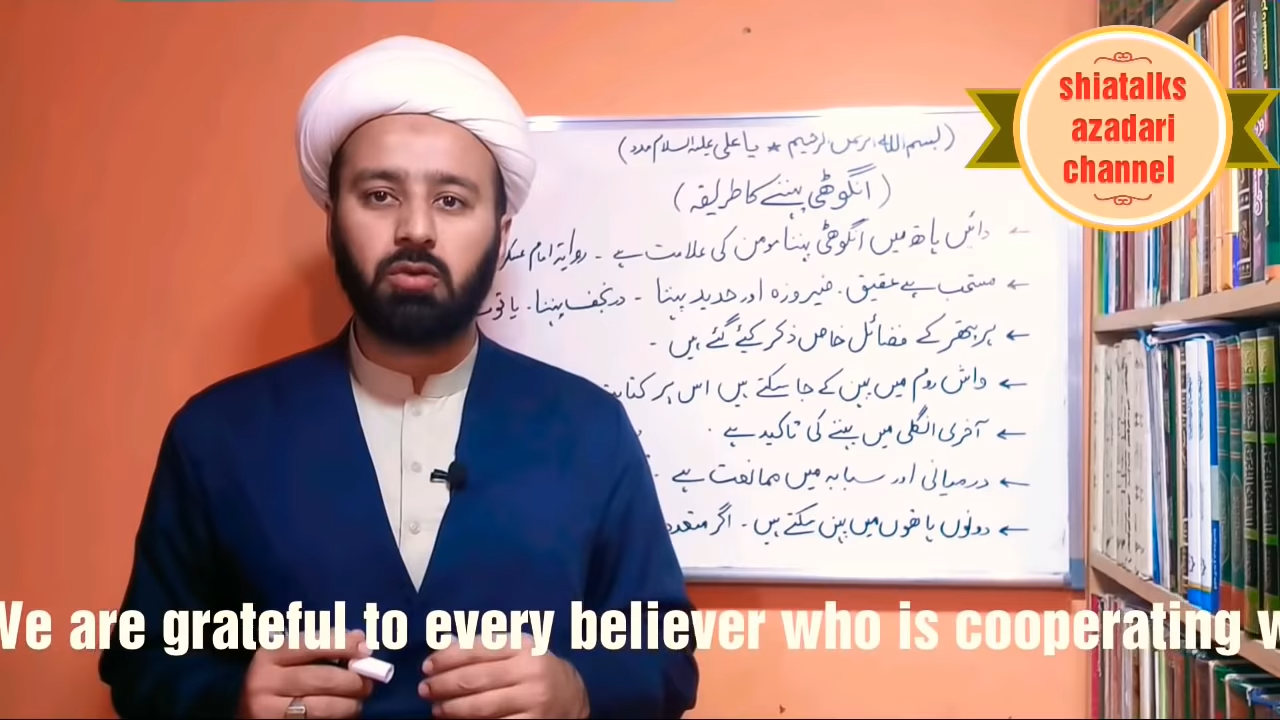 shiatalks
azadari
channel
(بسم اللہ الرحمن الرحیم * یا علی علیہ السلام مدد)
(انگوٹھی پہننے کا طریقہ)
← دائیں ہاتھ میں انگوٹھی پہننا مومن کی علامت ہے - روایۃ امام
← مستحب ہے عقیق . فیروزہ اور حدید پہننا - در نجف پہننا .
← ہر پتھر کے فضائل خاص ذکر کیئے گئے ہیں -
← واش روم میں پہن کے جا سکتے ہیں اس پر
← آخری انگلی میں پہننے کی تاکید ہے .
← درمیانی اور سبابہ میں ممانعت ہے
← دونوں ہاتھوں میں پہن سکتے ہیں - اگر
We are grateful to every believer who is cooperating